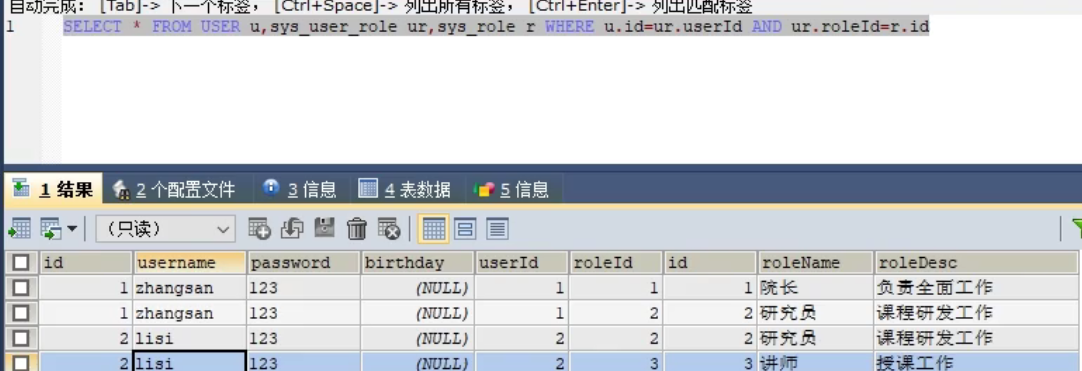 自动完成: [Tab]-> 下一个标签, [Ctrl+Space]-> 列出所有标签, [Ctrl+Enter]-> 列出匹配标签
1 SELECT * FROM USER u,sys_user_role ur,sys_role r WHERE u.id=ur.userId AND ur.roleId=r.id
1 结果 2 个配置文件 3 信息 4 表数据 5 信息
(只读)
id username password birthday userId roleId id roleName roleDesc
1 zhangsan 123 (NULL) 1 1 1 院长 负责全面工作
1 zhangsan 123 (NULL) 1 2 2 研究员 课程研发工作
2 lisi 123 (NULL) 2 2 2 研究员 课程研发工作
2 lisi 123 (NULL) 2 3 3 讲师 授课工作